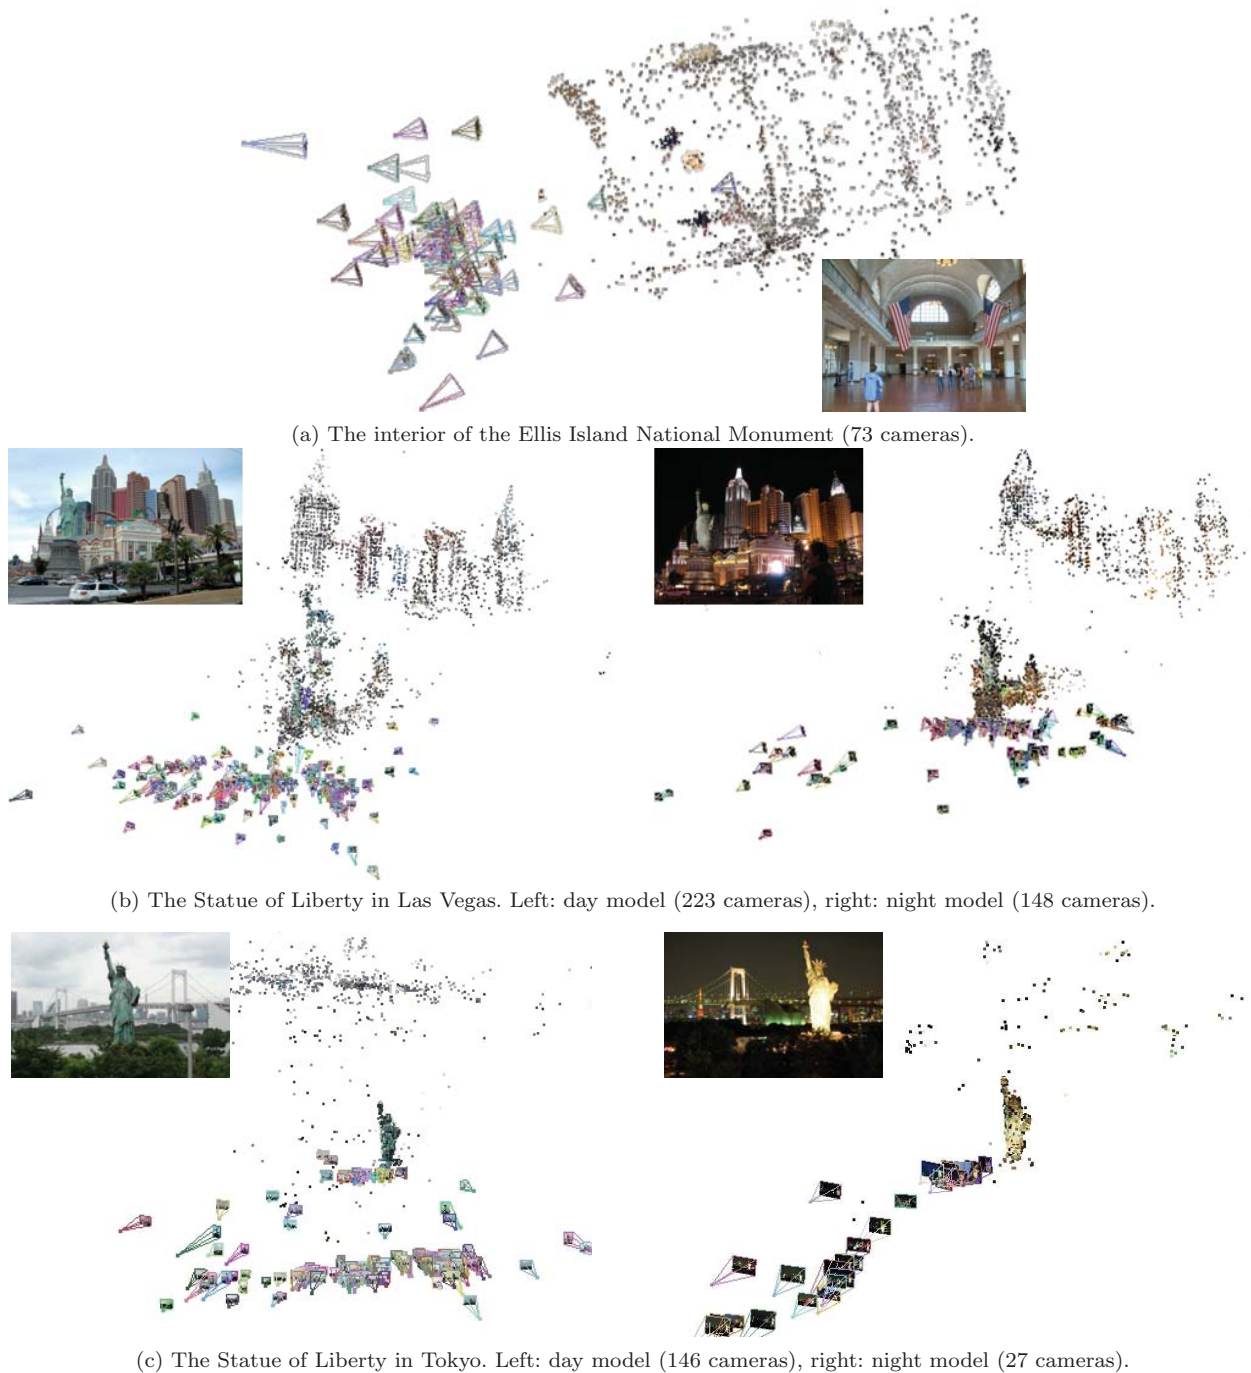 (a) The interior of the Ellis Island National Monument (73 cameras).
(b) The Statue of Liberty in Las Vegas. Left: day model (223 cameras), right: night model (148 cameras).
(c) The Statue of Liberty in Tokyo. Left: day model (146 cameras), right: night model (27 cameras).